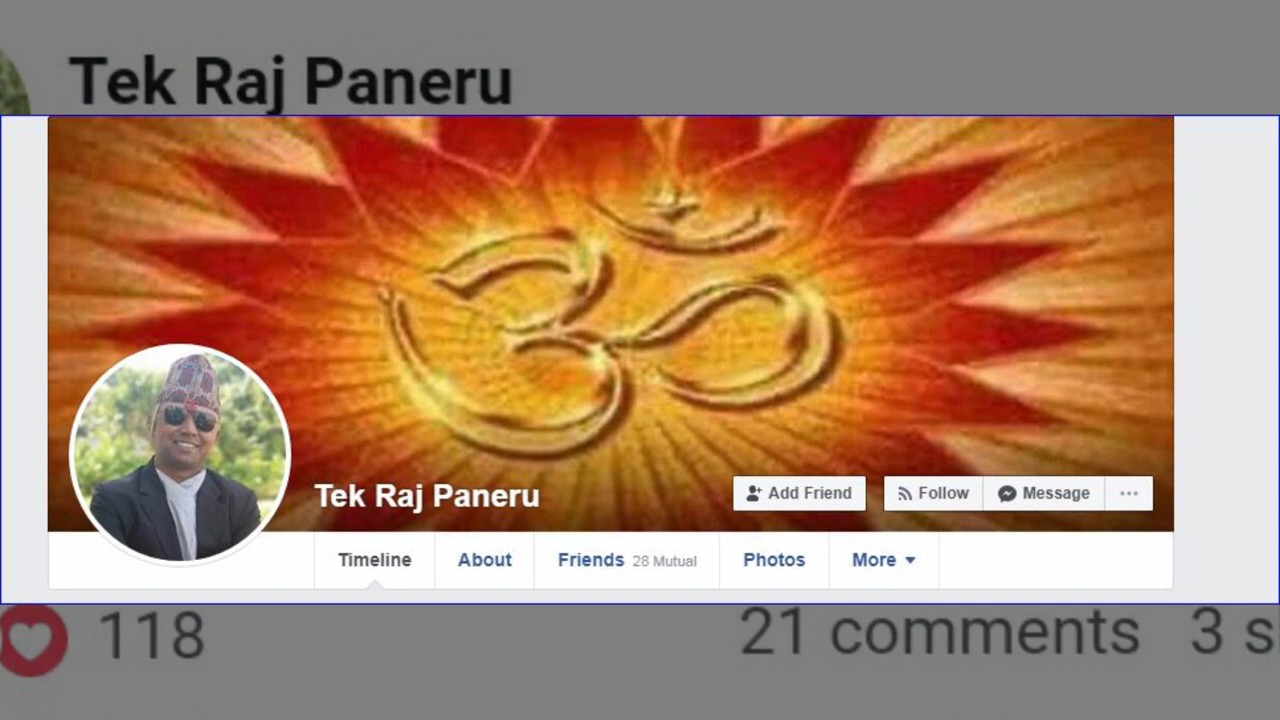 Tek Raj Paneru
ॐ
Tek Raj Paneru
Add Friend
Follow
Message
Timeline
About
Friends 28 Mutual
Photos
More
118
21 comments
3 s